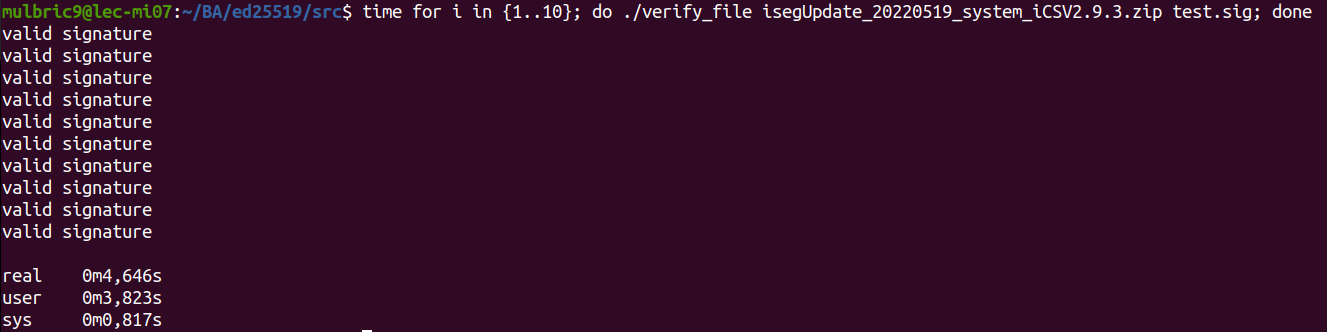 mulbric9@lec-mi07:~/BA/ed25519/src$ time for i in {1..10}; do ./verify_file isegUpdate_20220519_system_iCSV2.9.3.zip test.sig; done
valid signature
valid signature
valid signature
valid signature
valid signature
valid signature
valid signature
valid signature
valid signature
valid signature
real 0m4,646s
user 0m3,823s
sys 0m0,817s